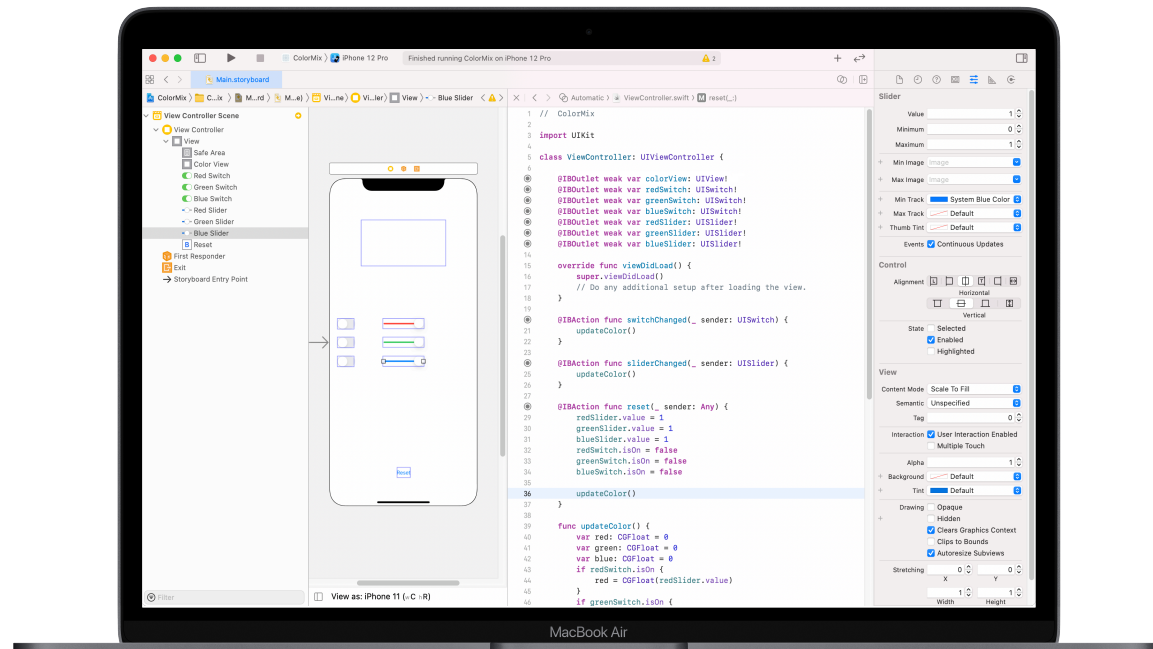 ColorMix 〉 iPhone 12 Pro
Finished running ColorMix on iPhone 12 Pro
2
Main.storyboard
ColorMix 〉 C...ix 〉 M...rd 〉 M...e) 〉 Vi...ne 〉 Vi...ler 〉 View 〉 Blue Slider
Automatic 〉 ViewController.swift 〉 M reset(_:)
View Controller Scene
View Controller
View
Safe Area
Color View
Red Switch
Green Switch
Blue Switch
Red Slider
Green Slider
Blue Slider
B Reset
First Responder
Exit
Storyboard Entry Point
Filter
Reset
View as: iPhone 11 (wC hR)
1 // ColorMix
2
3 import UIKit
4
5 class ViewController: UIViewController {
6
@IBOutlet weak var colorView: UIView!
@IBOutlet weak var redSwitch: UISwitch!
@IBOutlet weak var greenSwitch: UISwitch!
@IBOutlet weak var blueSwitch: UISwitch!
@IBOutlet weak var redSlider: UISlider!
@IBOutlet weak var greenSlider: UISlider!
@IBOutlet weak var blueSlider: UISlider!
14
15 override func viewDidLoad() {
16 super.viewDidLoad()
17 // Do any additional setup after loading the view.
18 }
19
@IBAction func switchChanged(_ sender: UISwitch) {
21 updateColor()
22 }
23
@IBAction func sliderChanged(_ sender: UISlider) {
25 updateColor()
26 }
27
@IBAction func reset(_ sender: Any) {
29 redSlider.value = 1
30 greenSlider.value = 1
31 blueSlider.value = 1
32 redSwitch.isOn = false
33 greenSwitch.isOn = false
34 blueSwitch.isOn = false
35
36 updateColor()
37 }
38
39 func updateColor() {
40 var red: CGFloat = 0
41 var green: CGFloat = 0
42 var blue: CGFloat = 0
43 if redSwitch.isOn {
44 red = CGFloat(redSlider.value)
45 }
46 if greenSwitch.isOn {
Slider
Value 1
Minimum 0
Maximum 1
Min Image Image
Max Image Image
Min Track System Blue Color
Max Track Default
Thumb Tint Default
Events Continuous Updates
Control
Alignment
Horizontal
Vertical
State Selected
Enabled
Highlighted
View
Content Mode Scale To Fill
Semantic Unspecified
Tag 0
Interaction User Interaction Enabled
Multiple Touch
Alpha 1
Background Default
Tint Default
Drawing Opaque
Hidden
Clears Graphics Context
Clips to Bounds
Autoresize Subviews
Stretching 0 0
X Y
1 1
Width Height
MacBook Air